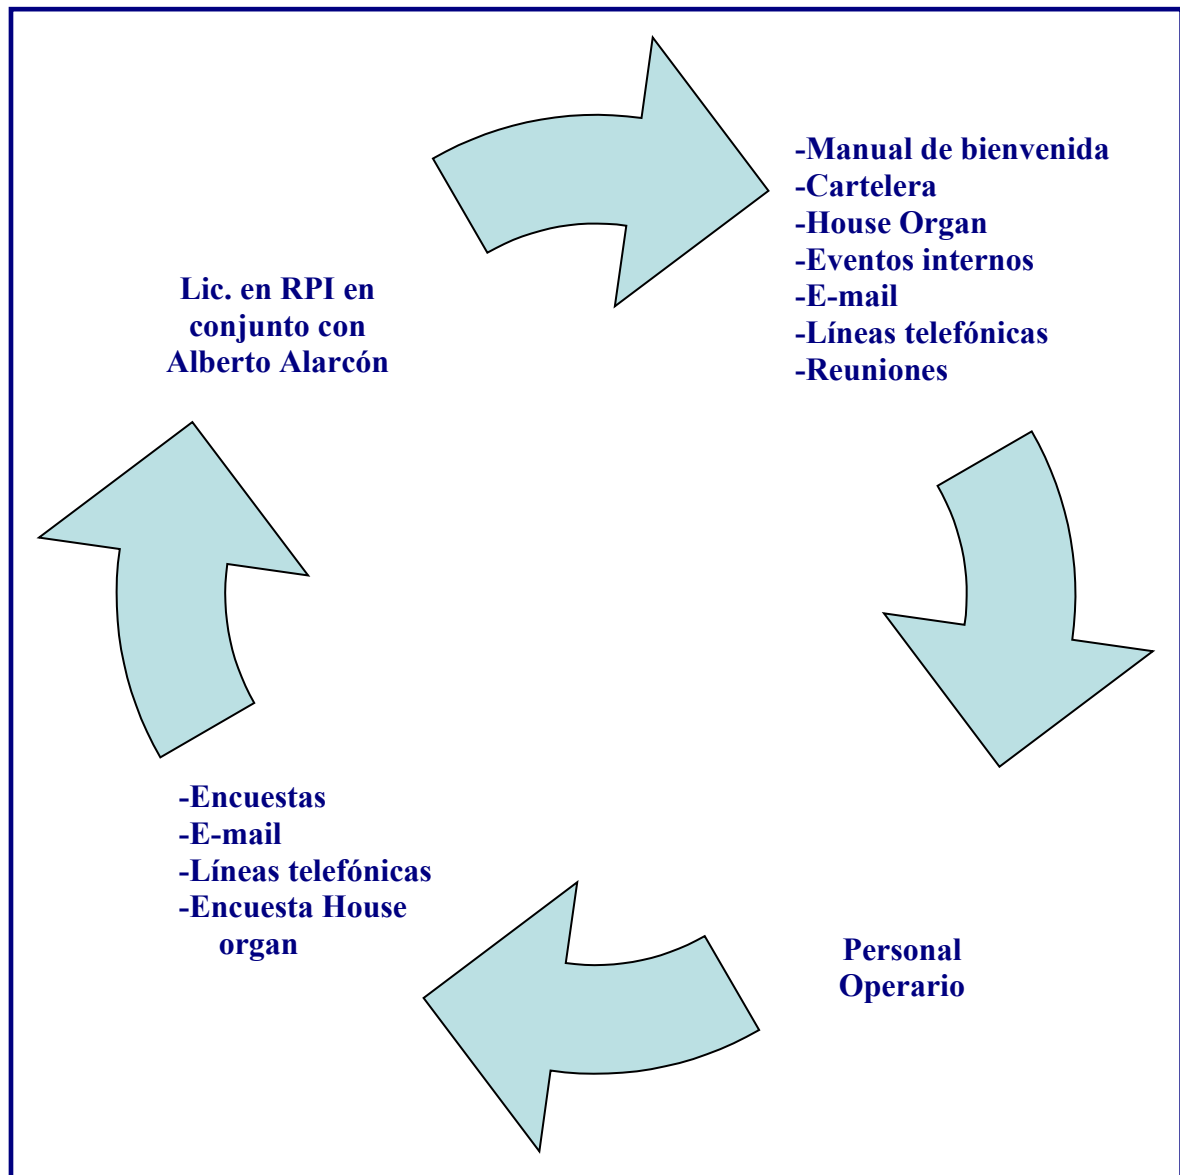 Lic. en RPI en
conjunto con
Alberto Alarcón
-Manual de bienvenida
-Cartelera
-House Organ
-Eventos internos
-E-mail
-Líneas telefónicas
-Reuniones
Personal
Operario
-Encuestas
-E-mail
-Líneas telefónicas
-Encuesta House
organ